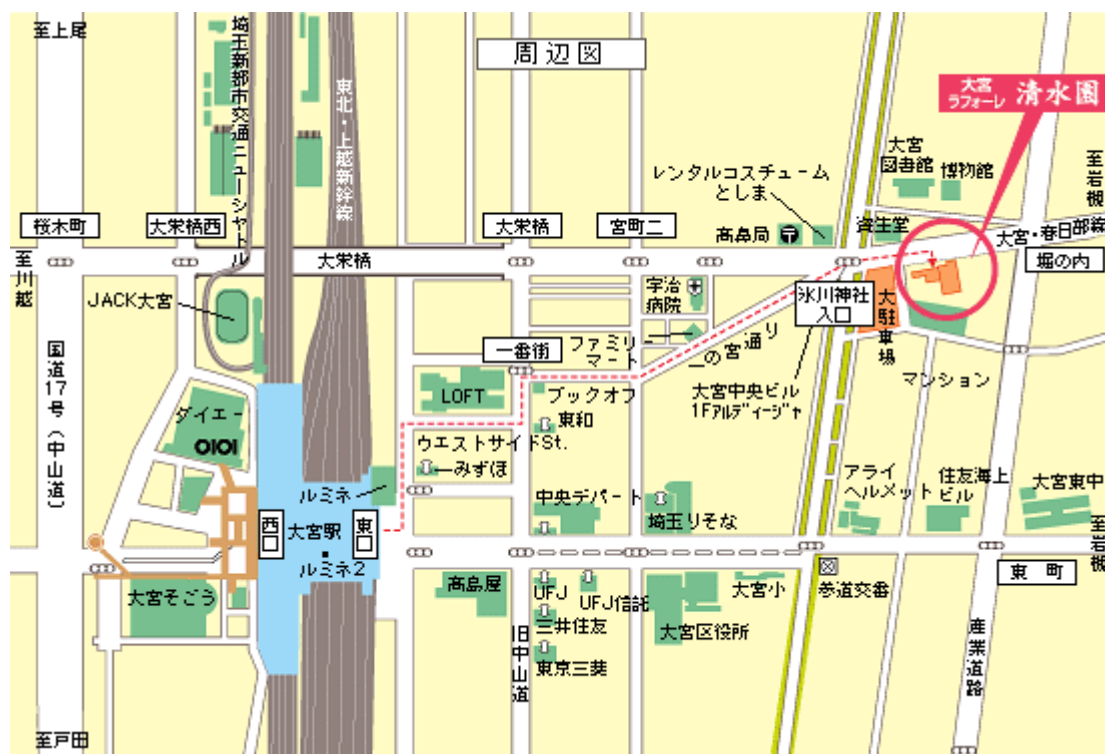 至上尾
周辺図
埼玉新都市交通ニューシャトル
東北・上越新幹線
大宮
ラフォーレ 清水園
大宮
図書館
博物館
至岩槻
レンタルコスチューム
としま
桜木町
大栄橋西
大栄橋
宮町二
高島局
資生堂
大宮・春日部線
堀の内
至川越
大栄橋
JACK大宮
宇治
病院
氷川神社
入口
大駐車場
ファミリー
マート
一の宮通り
一番街
国道17号(中山道)
LOFT
ブックオフ
大宮中央ビル
1Fアルディージャ
マンション
ダイエー
OIOI
東和
ウエストサイドSt.
みずほ
ルミネ
中央デパート
埼玉りそな
アライ
ヘルメット
住友海上
ビル
大宮東中
西口
大宮駅
東口
・
ルミネ2
至岩槻
東町
大宮そごう
高島屋
UFJ
UFJ信託
大宮小
参道交番
三井住友
大宮区役所
東京三菱
旧中山道
産業道路
至戸田